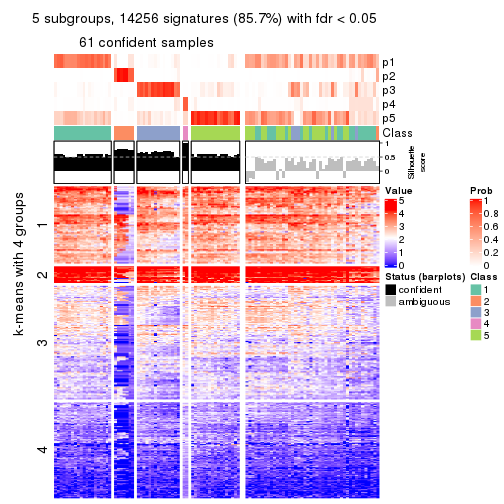 5 subgroups, 14256 signatures (85.7%) with fdr < 0.05
61 confident samples
p1
p2
p3
p4
p5
Class
1
0.5
0
Silhouette
score
k-means with 4 groups
1
2
3
4
Value
5
4
3
2
1
0
Prob
1
0.8
0.6
0.4
0.2
0
Status (barplots)
confident
ambiguous
Class
1
2
3
4
5